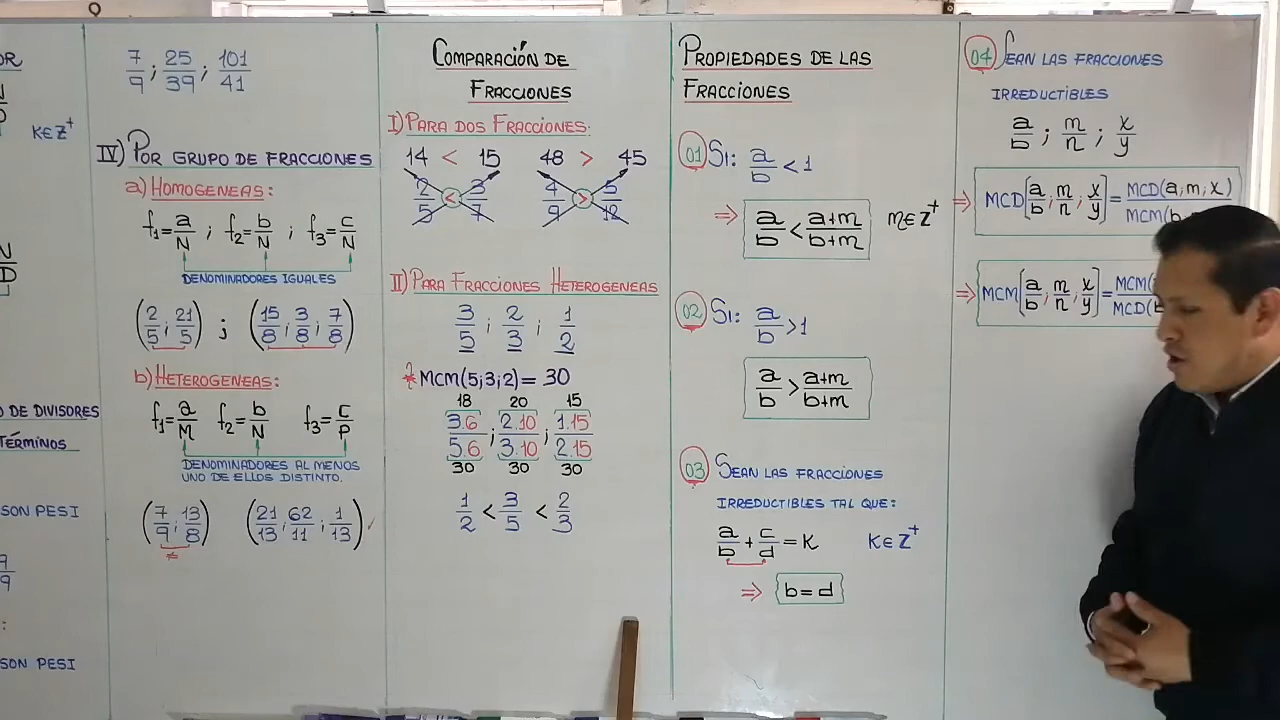 OR
N
D
K∈Z⁺
N
D
O DE DIVISORES
TÉRMINOS
SON PESI
9
9
:
SON PESI
7/9 ; 25/39 ; 101/41
IV) POR GRUPO DE FRACCIONES
a) HOMOGENEAS:
f₁=a/N ; f₂=b/N ; f₃=c/N
DENOMINADORES IGUALES
(2/5 ; 21/5) ; (15/8 ; 3/8 ; 7/8)
b) HETEROGENEAS:
f₁=a/M f₂=b/N f₃=c/P
DENOMINADORES AL MENOS
UNO DE ELLOS DISTINTO.
(7/9 ; 13/8) (21/13 ; 62/11 ; 1/13)
≠
COMPARACIÓN DE
FRACCIONES
I) PARA DOS FRACCIONES:
14 < 15 48 > 45
2/5 < 3/7 4/9 > 5/12
II) PARA FRACCIONES HETEROGENEAS
3/5 ; 2/3 ; 1/2
* MCM(5;3;2)= 30
18 20 15
3.6/5.6 ; 2.10/3.10 ; 1.15/2.15
30 30 30
1/2 < 3/5 < 2/3
PROPIEDADES DE LAS
FRACCIONES
01 SI: a/b < 1
⇒ a/b < a+m/b+m m∈Z⁺
02 SI: a/b > 1
a/b > a+m/b+m
03 SEAN LAS FRACCIONES
IRREDUCTIBLES TAL QUE:
a/b + c/d = K K∈Z⁺
⇒ b = d
04 SEAN LAS FRACCIONES
IRREDUCTIBLES
a/b ; m/n ; x/y
⇒ MCD[a/b ; m/n ; x/y] = MCD(a;m;x)/MCM(b
⇒ MCM[a/b ; m/n ; x/y] = MCM(/MCD(b